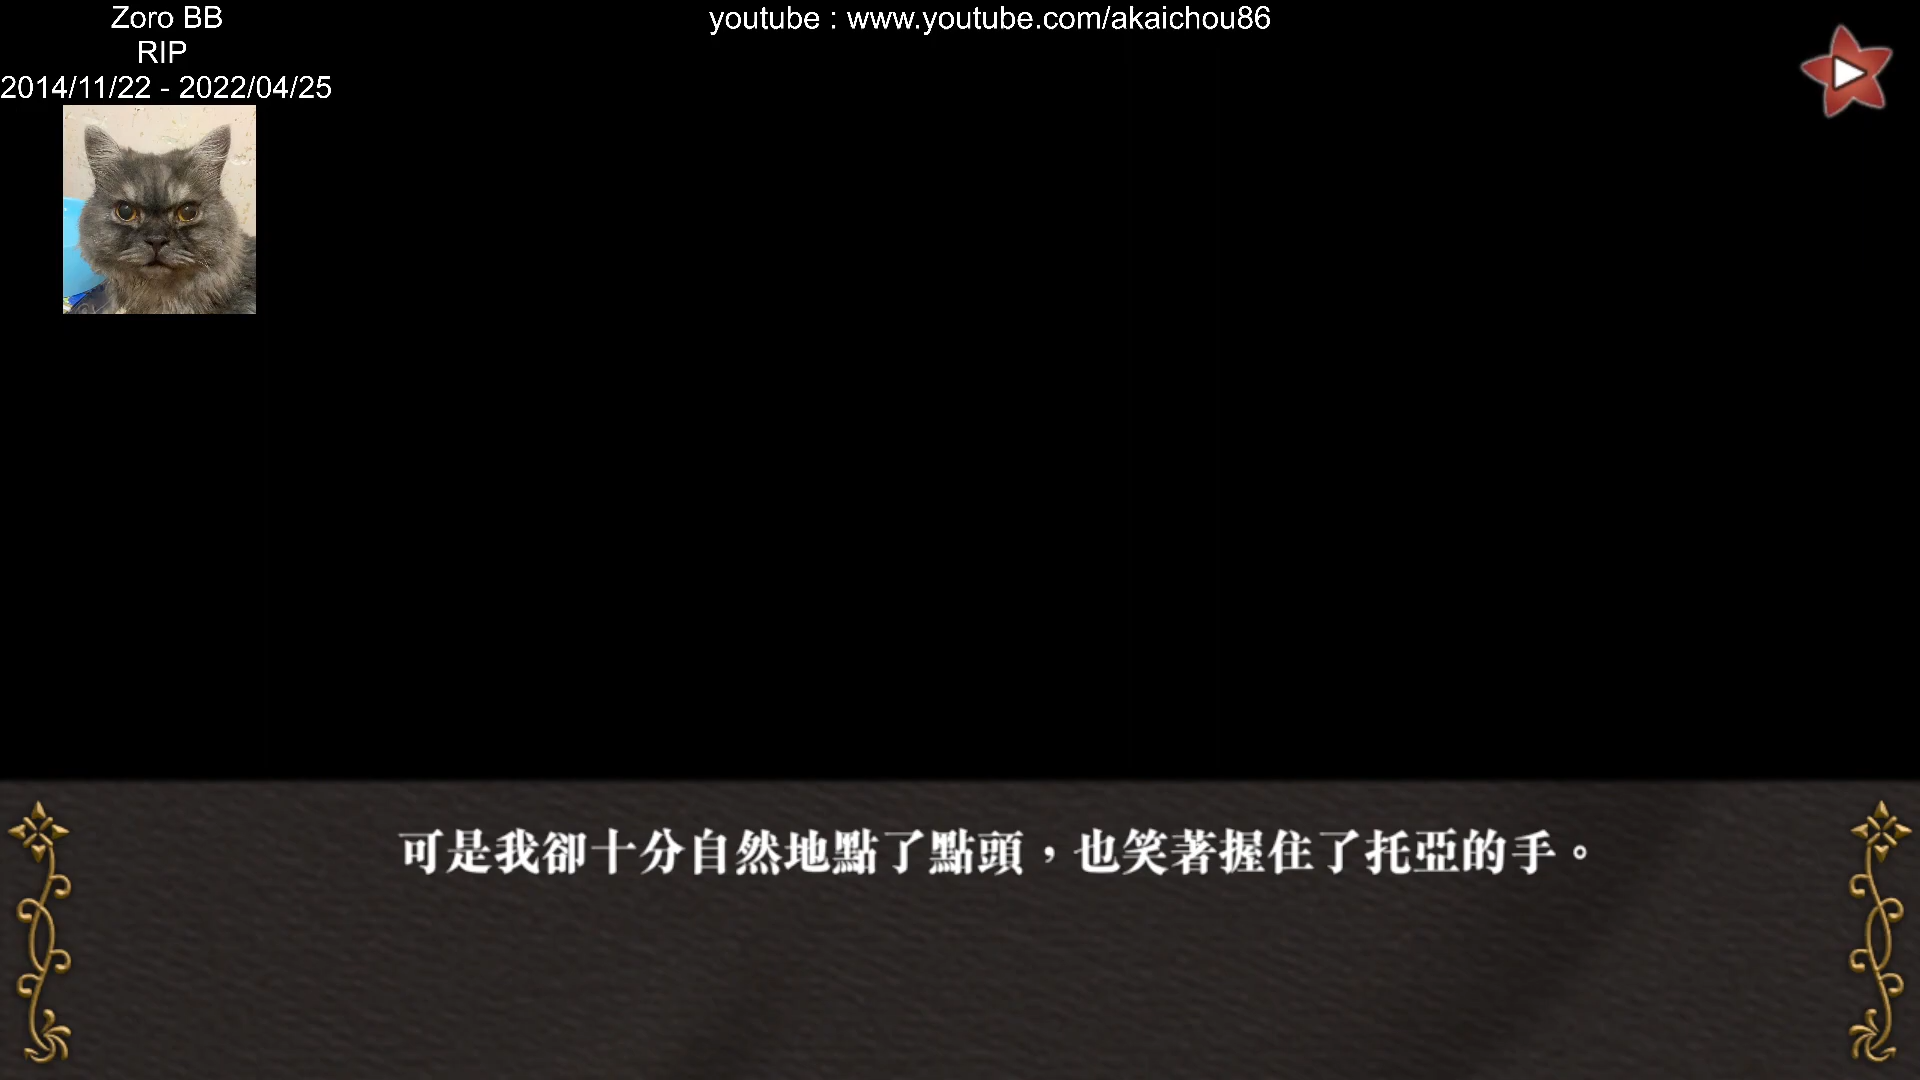 Zoro BB
RIP
2014/11/22 - 2022/04/25
youtube : www.youtube.com/akaichou86
可是我卻十分自然地點了點頭，也笑著握住了托亞的手。